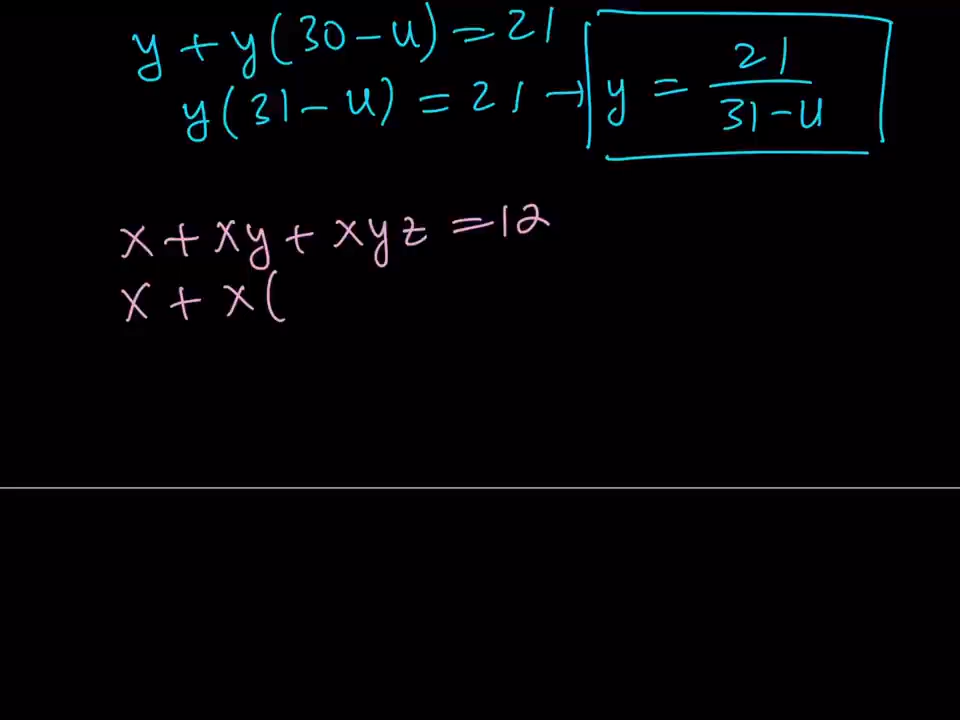 y + y(30 - u) = 21
y(31 - u) = 21 → y = 21/(31 - u)
x + xy + xyz = 12
x + x(